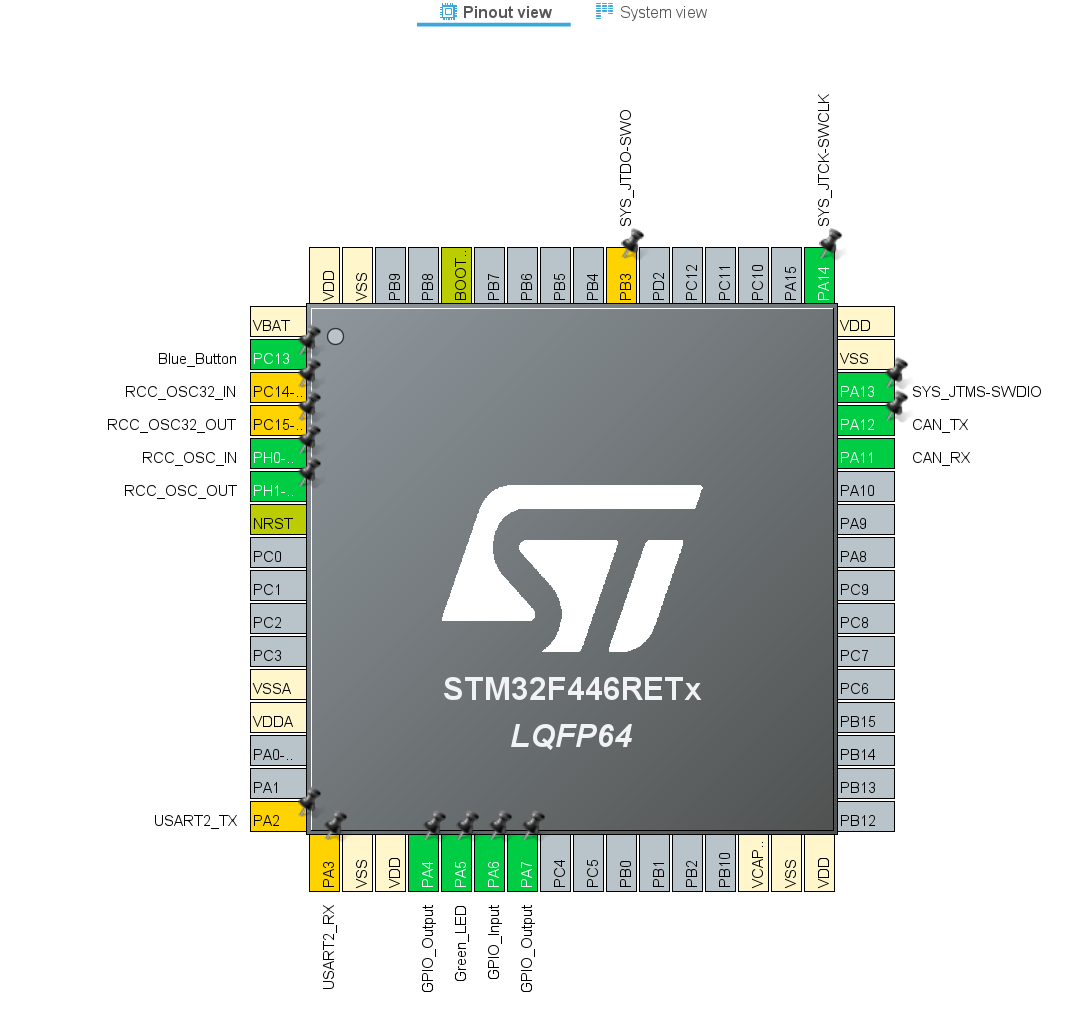 Pinout view
System view
SYS_JTDO-SWO
SYS_JTCK-SWCLK
VDD
VSS
PB9
PB8
BOOT..
PB7
PB6
PB5
PB4
PB3
PD2
PC12
PC11
PC10
PA15
PA14
VBAT
Blue_Button PC13
RCC_OSC32_IN PC14-..
RCC_OSC32_OUT PC15-..
RCC_OSC_IN PH0-..
RCC_OSC_OUT PH1-..
NRST
PC0
PC1
PC2
PC3
VSSA
VDDA
PA0-..
PA1
USART2_TX PA2
ST
STM32F446RETx
LQFP64
VDD
VSS
PA13 SYS_JTMS-SWDIO
PA12 CAN_TX
PA11 CAN_RX
PA10
PA9
PA8
PC9
PC8
PC7
PC6
PB15
PB14
PB13
PB12
PA3
VSS
VDD
PA4
PA5
PA6
PA7
PC4
PC5
PB0
PB1
PB2
PB10
VCAP..
VSS
VDD
USART2_RX
GPIO_Output
Green_LED
GPIO_Input
GPIO_Output